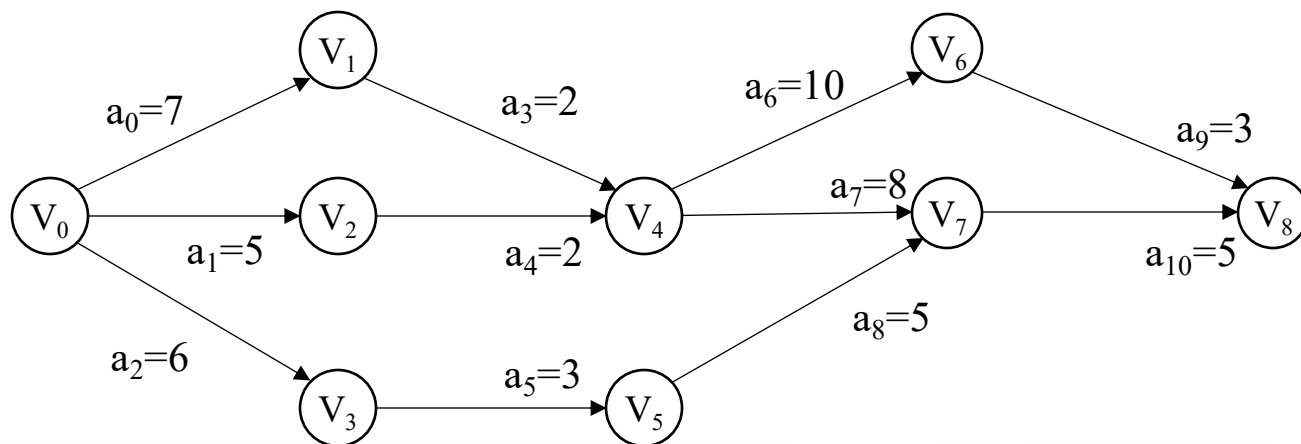 V₁
V₆
a₀=7
a₃=2
a₆=10
a₉=3
V₀
V₂
V₄
a₇=8
V₇
V₈
a₁=5
a₄=2
a₁₀=5
a₂=6
a₅=3
a₈=5
V₃
V₅